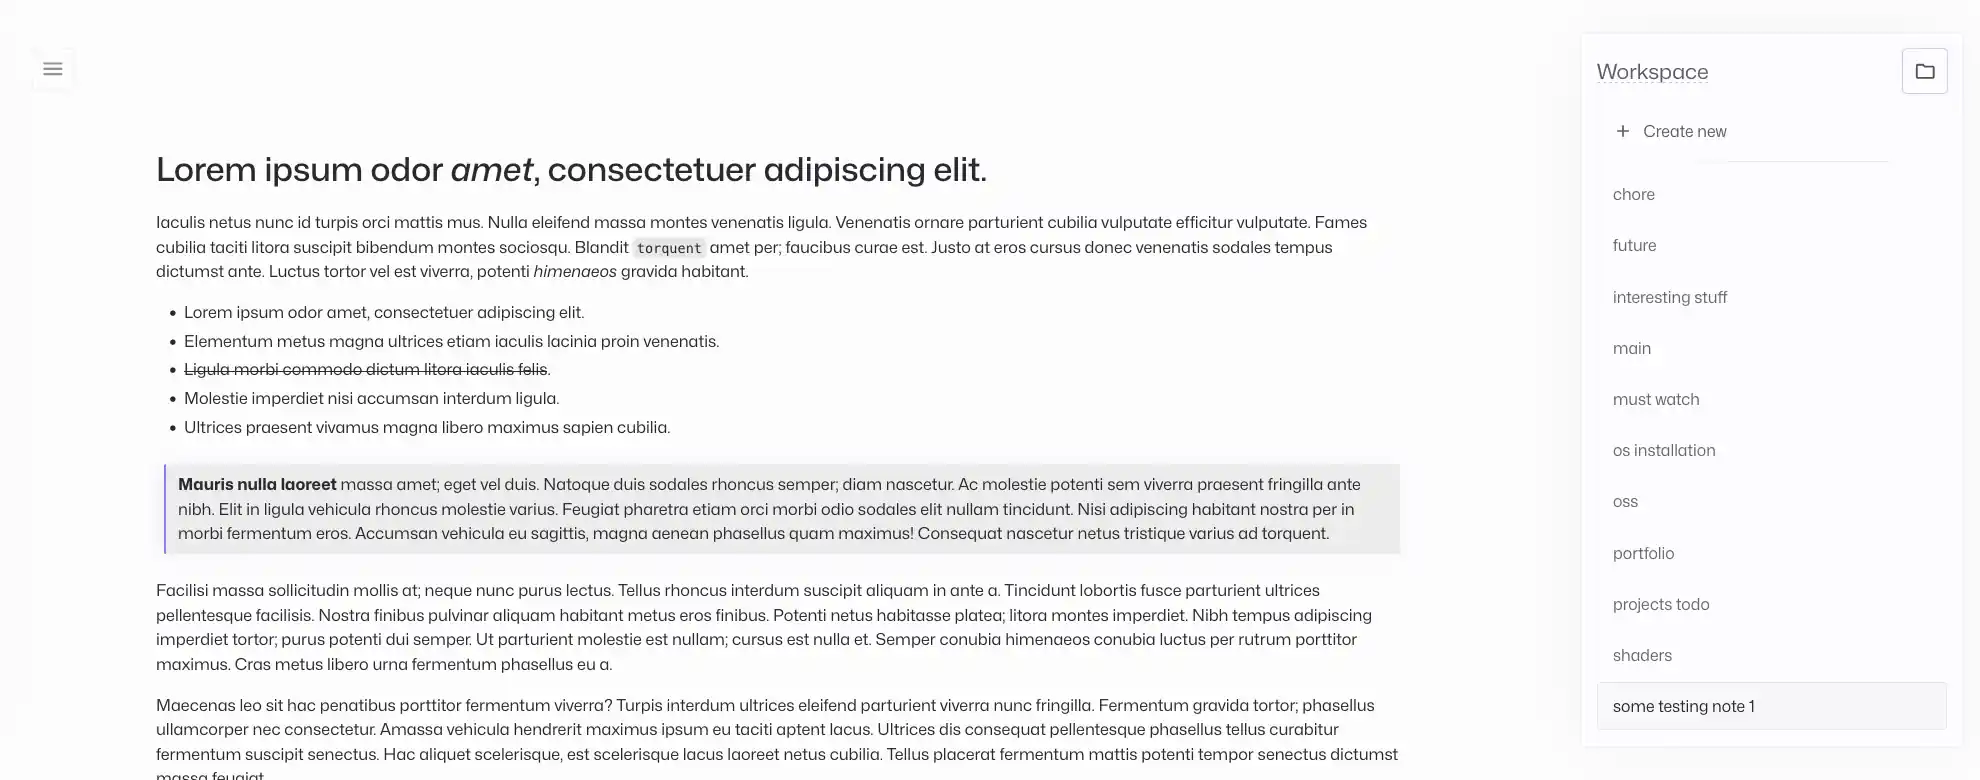 Lorem ipsum odor amet, consectetuer adipiscing elit.
Iaculis netus nunc id turpis orci mattis mus. Nulla eleifend massa montes venenatis ligula. Venenatis ornare parturient cubilia vulputate efficitur vulputate. Fames
cubilia taciti litora suscipit bibendum montes sociosqu. Blandit torquent amet per; faucibus curae est. Justo at eros cursus donec venenatis sodales tempus
dictumst ante. Luctus tortor vel est viverra, potenti himenaeos gravida habitant.
• Lorem ipsum odor amet, consectetuer adipiscing elit.
• Elementum metus magna ultrices etiam iaculis lacinia proin venenatis.
• Ligula morbi commodo dictum litora iaculis felis.
• Molestie imperdiet nisi accumsan interdum ligula.
• Ultrices praesent vivamus magna libero maximus sapien cubilia.
Mauris nulla laoreet massa amet; eget vel duis. Natoque duis sodales rhoncus semper; diam nascetur. Ac molestie potenti sem viverra praesent fringilla ante
nibh. Elit in ligula vehicula rhoncus molestie varius. Feugiat pharetra etiam orci morbi odio sodales elit nullam tincidunt. Nisi adipiscing habitant nostra per in
morbi fermentum eros. Accumsan vehicula eu sagittis, magna aenean phasellus quam maximus! Consequat nascetur netus tristique varius ad torquent.
Facilisi massa sollicitudin mollis at; neque nunc purus lectus. Tellus rhoncus interdum suscipit aliquam in ante a. Tincidunt lobortis fusce parturient ultrices
pellentesque facilisis. Nostra finibus pulvinar aliquam habitant metus eros finibus. Potenti netus habitasse platea; litora montes imperdiet. Nibh tempus adipiscing
imperdiet tortor; purus potenti dui semper. Ut parturient molestie est nullam; cursus est nulla et. Semper conubia himenaeos conubia luctus per rutrum porttitor
maximus. Cras metus libero urna fermentum phasellus eu a.
Maecenas leo sit hac penatibus porttitor fermentum viverra? Turpis interdum ultrices eleifend parturient viverra nunc fringilla. Fermentum gravida tortor; phasellus
ullamcorper nec consectetur. Amassa vehicula hendrerit maximus ipsum eu taciti aptent lacus. Ultrices dis consequat pellentesque phasellus tellus curabitur
fermentum suscipit senectus. Hac aliquet scelerisque, est scelerisque lacus laoreet netus cubilia. Tellus placerat fermentum mattis potenti tempor senectus dictumst
massa feugiat.
Workspace
+ Create new
chore
future
interesting stuff
main
must watch
os installation
oss
portfolio
projects todo
shaders
some testing note 1